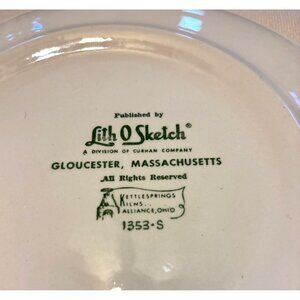 Published by
Lith O Sketch®
A DIVISION OF CURHAN COMPANY
GLOUCESTER, MASSACHUSETTS
All Rights Reserved
KETTLESPRINGS
KILNS..
ALLIANCE, OHIO
1353-S